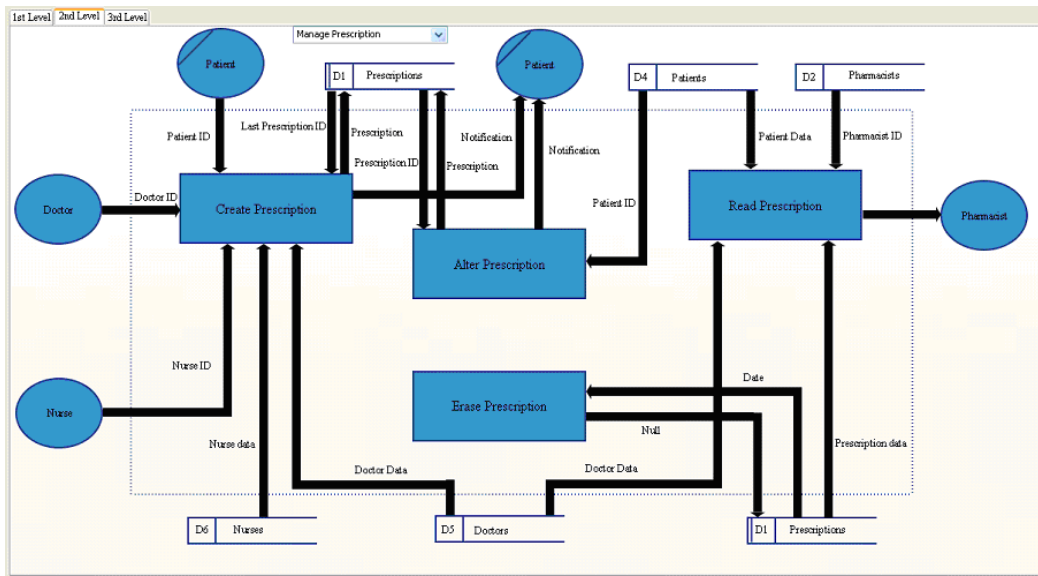 1st Level 2nd Level 3rd Level
Manage Prescription
Patient
D1 Prescriptions
Patient
D4 Patients
D2 Pharmacists
Patient ID
Last Prescription ID
Prescription
Prescription ID
Prescription
Notification
Notification
Patient Data
Pharmacist ID
Doctor
Doctor ID
Create Prescription
Patient ID
Read Prescription
Pharmacist
Alter Prescription
Nurse ID
Nurse
Erase Prescription
Date
Null
Nurse data
Prescription data
Doctor Data
Doctor Data
D6 Nurses
D5 Doctors
D1 Prescriptions